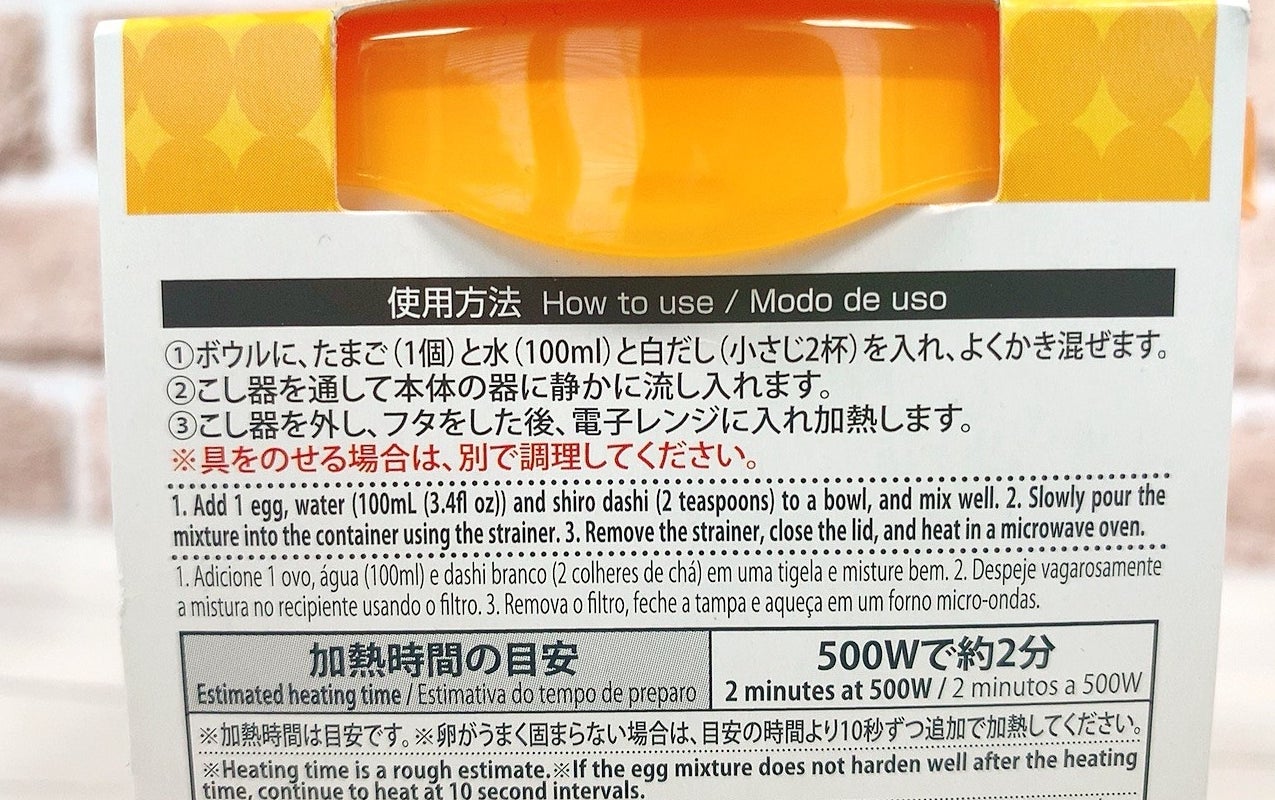 使用方法 How to use / Modo de uso
①ボウルに、たまご(1個)と水(100ml)と白だし(小さじ2杯)を入れ、よくかき混ぜます。
②こし器を通して本体の器に静かに流し入れます。
③こし器を外し、フタをした後、電子レンジに入れ加熱します。
※具をのせる場合は、別で調理してください。
1. Add 1 egg, water (100mL (3.4fl oz)) and shiro dashi (2 teaspoons) to a bowl, and mix well. 2. Slowly pour the
mixture into the container using the strainer. 3. Remove the strainer, close the lid, and heat in a microwave oven.
1. Adicione 1 ovo, água (100ml) e dashi branco (2 colheres de chá) em uma tigela e misture bem. 2. Despeje vagarosamente
a mistura no recipiente usando o filtro. 3. Remova o filtro, feche a tampa e aqueça em um forno micro-ondas.
加熱時間の目安
Estimated heating time / Estimativa do tempo de preparo
500Wで約2分
2 minutes at 500W / 2 minutos a 500W
※加熱時間は目安です。※卵がうまく固まらない場合は、目安の時間より10秒ずつ追加で加熱してください。
※Heating time is a rough estimate.※If the egg mixture does not harden well after the heating
time, continue to heat at 10 second intervals.